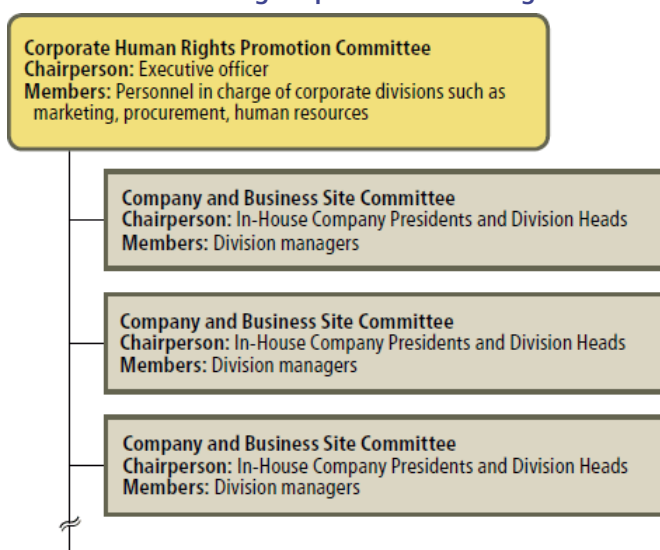 Corporate Human Rights Promotion Committee
Chairperson: Executive officer
Members: Personnel in charge of corporate divisions such as
marketing, procurement, human resources
Company and Business Site Committee
Chairperson: In-House Company Presidents and Division Heads
Members: Division managers
Company and Business Site Committee
Chairperson: In-House Company Presidents and Division Heads
Members: Division managers
Company and Business Site Committee
Chairperson: In-House Company Presidents and Division Heads
Members: Division managers